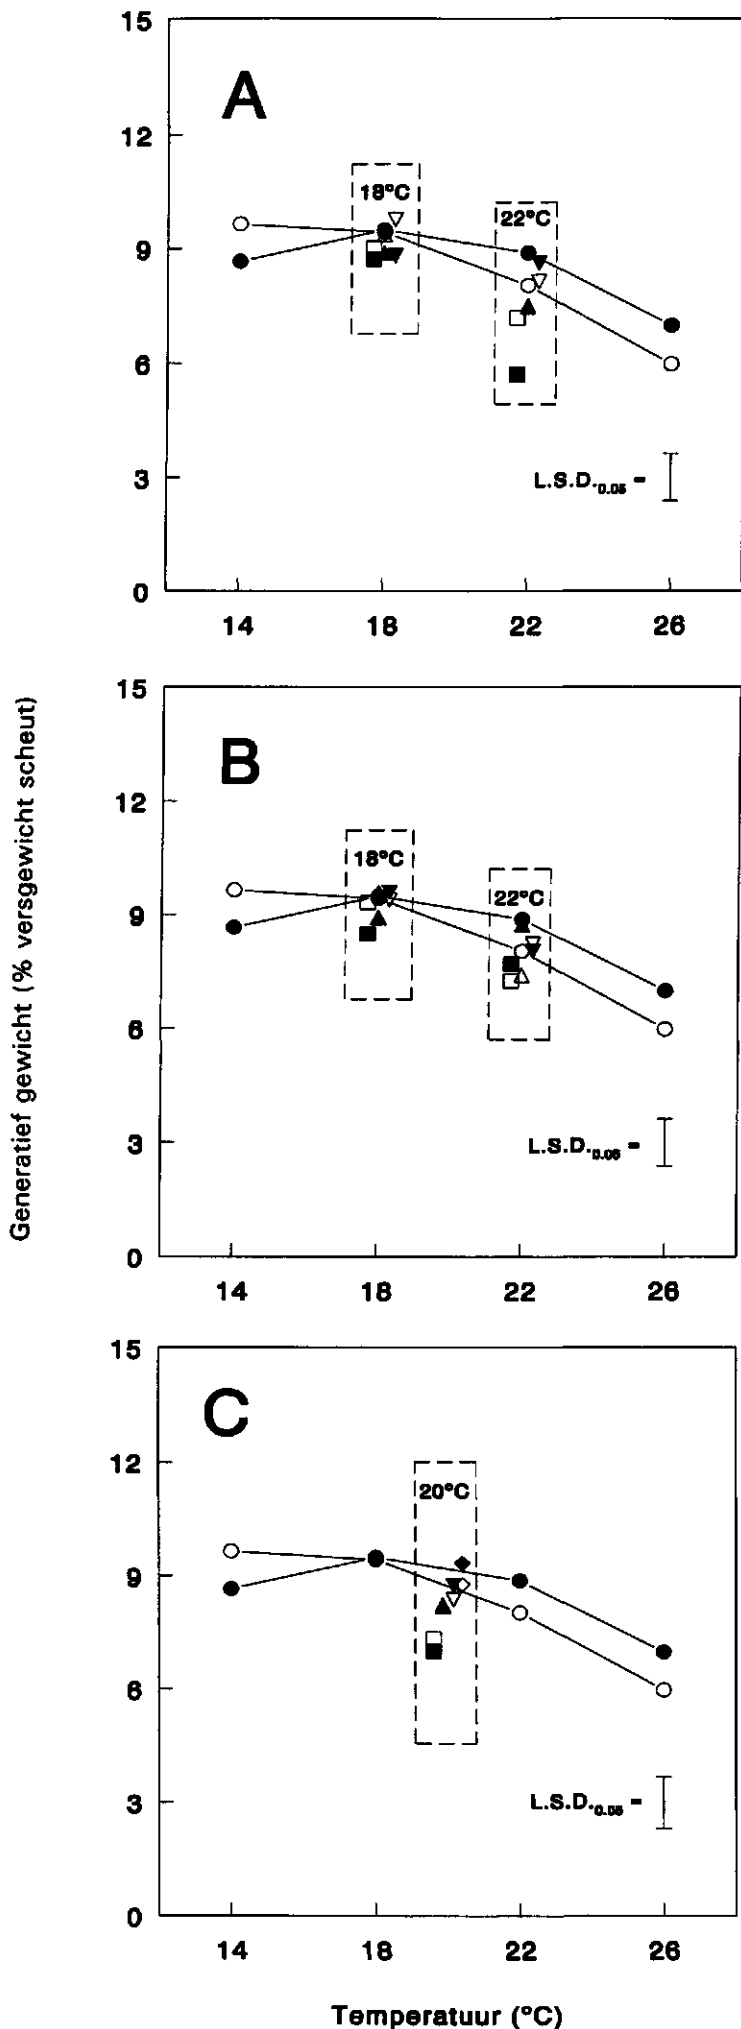 Generatief gewicht (% versgewicht scheut)
A
15
12
9
6
3
0
18°C
22°C
L.S.D.0.05 =
14 18 22 26
B
15
12
9
6
3
0
18°C
22°C
L.S.D.0.05 =
14 18 22 26
C
15
12
9
6
3
0
20°C
L.S.D.0.05 =
14 18 22 26
Temperatuur (°C)